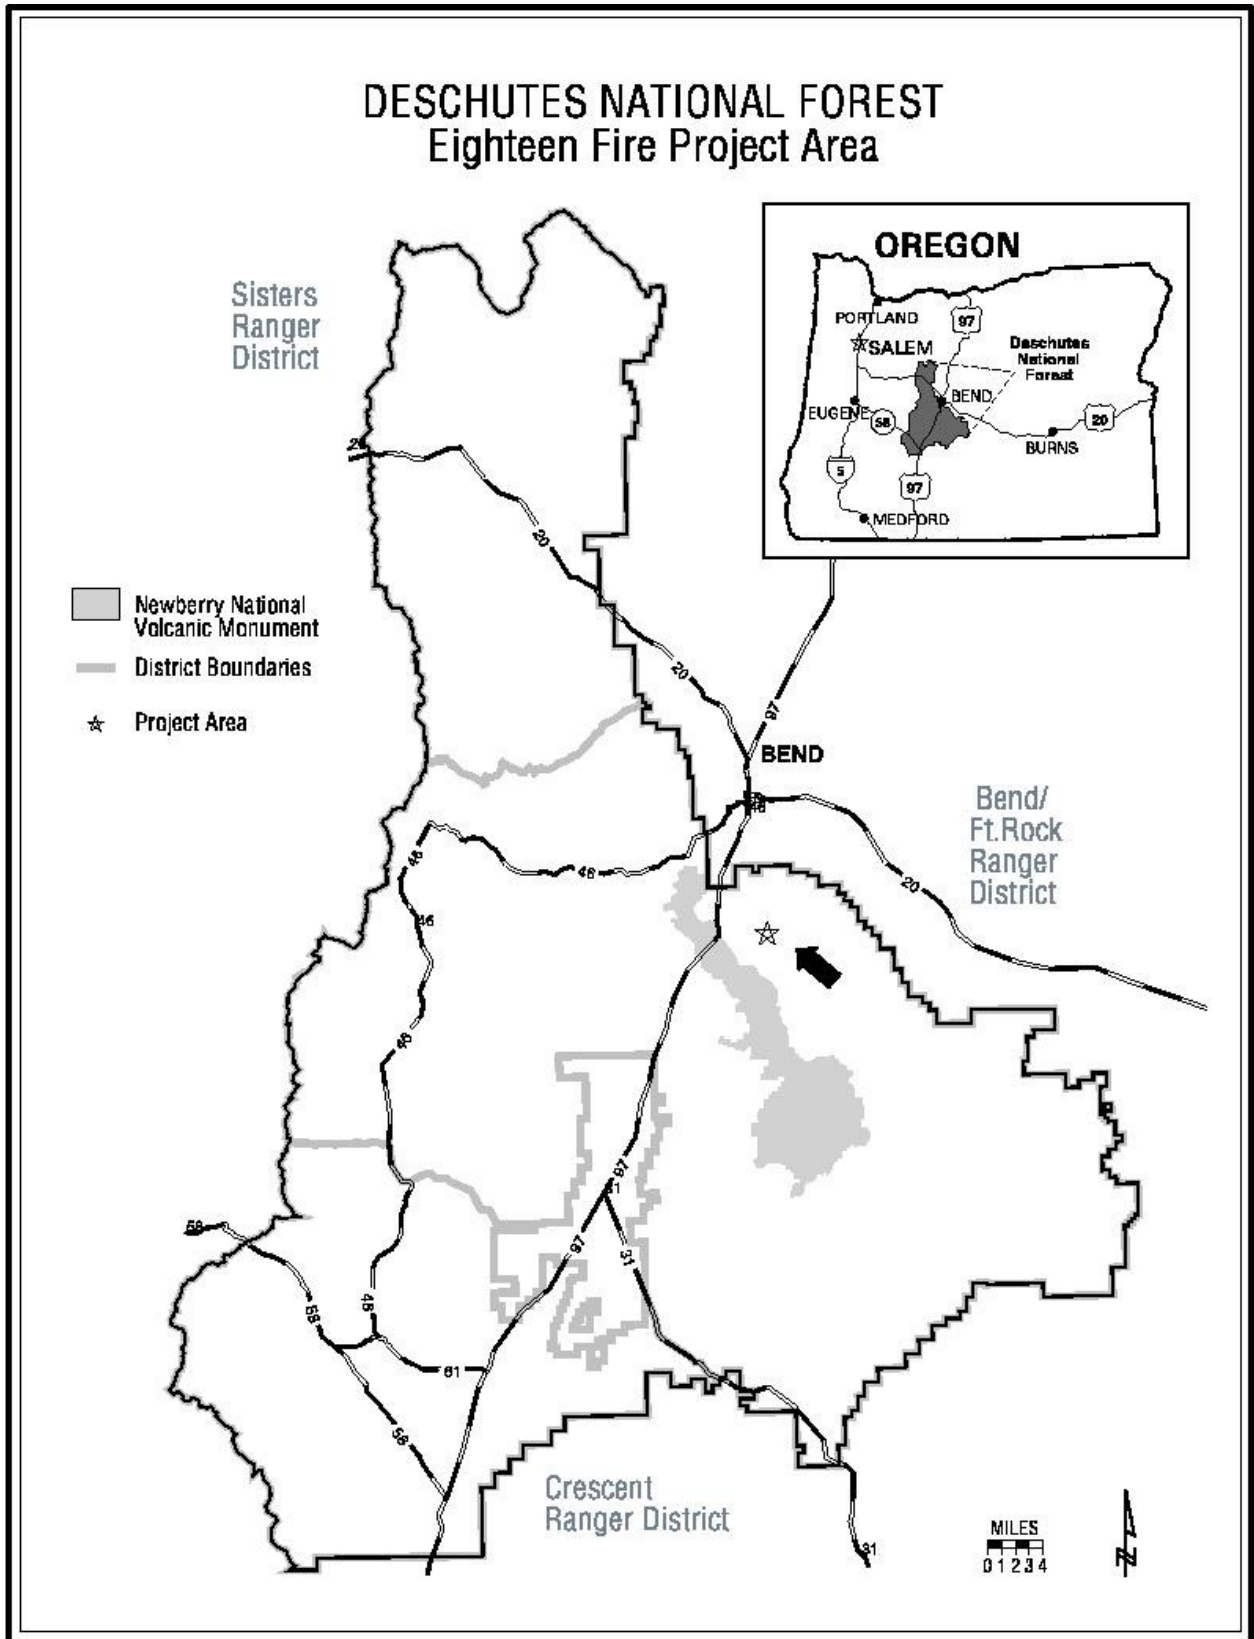 DESCHUTES NATIONAL FOREST
Eighteen Fire Project Area
OREGON
PORTLAND
97
SALEM
Deschutes
National
Forest
BEND
EUGENE
58
20
BURNS
5
97
MEDFORD
Sisters
Ranger
District
20
20
97
BEND
Newberry National
Volcanic Monument
District Boundaries
Project Area
Bend/
Ft.Rock
Ranger
District
46
46
46
46
20
97
31
58
97
31
58
46
61
58
Crescent
Ranger District
31
MILES
0 1 2 3 4
N